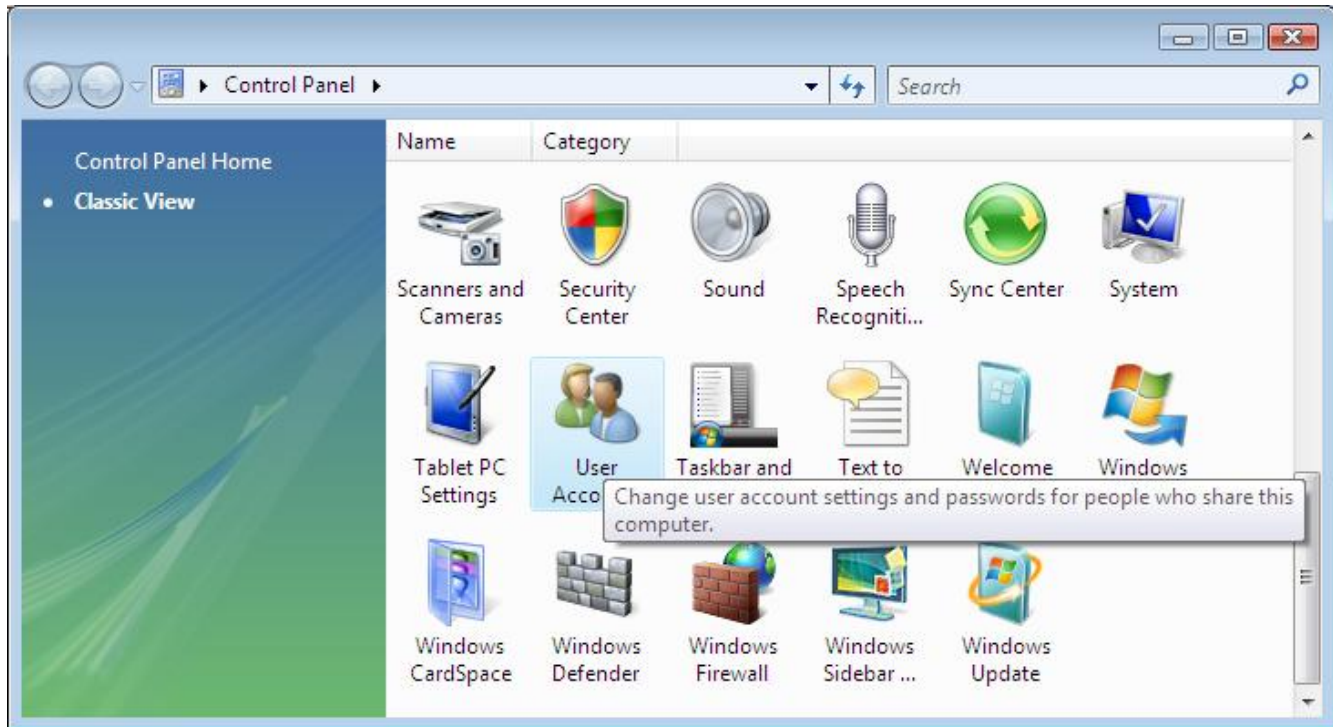 Control Panel
Search
Control Panel Home
Classic View
Name Category
Scanners and Cameras
Security Center
Sound
Speech Recogniti...
Sync Center
System
Tablet PC Settings
User
Taskbar and
Text to
Welcome
Windows
Change user account settings and passwords for people who share this
computer.
Windows CardSpace
Windows Defender
Windows Firewall
Windows Sidebar ...
Windows Update